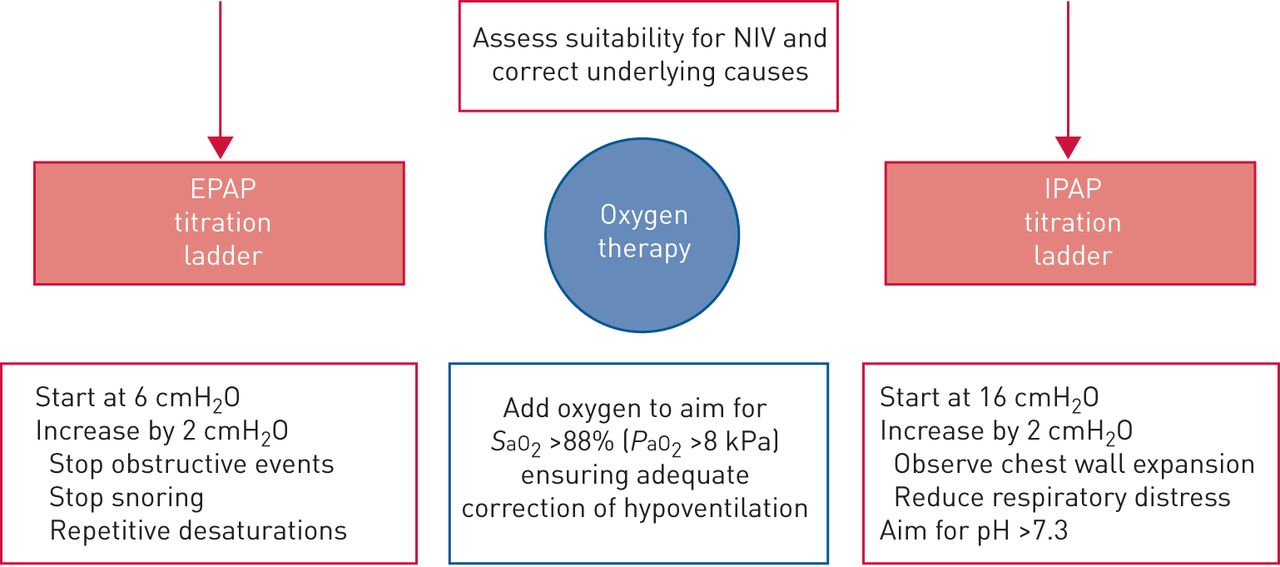 Assess suitability for NIV and
correct underlying causes
EPAP
titration
ladder
Oxygen
therapy
IPAP
titration
ladder
Start at 6 cmH₂O
Increase by 2 cmH₂O
Stop obstructive events
Stop snoring
Repetitive desaturations
Add oxygen to aim for
SaO₂ >88% (PaO₂ >8 kPa)
ensuring adequate
correction of hypoventilation
Start at 16 cmH₂O
Increase by 2 cmH₂O
Observe chest wall expansion
Reduce respiratory distress
Aim for pH >7.3